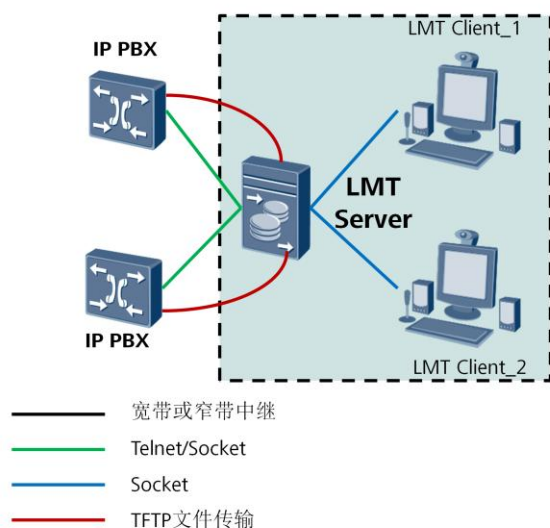 LMT Client_1
IP PBX
LMT
Server
IP PBX
LMT Client_2
宽带或窄带中继
Telnet/Socket
Socket
TFTP文件传输